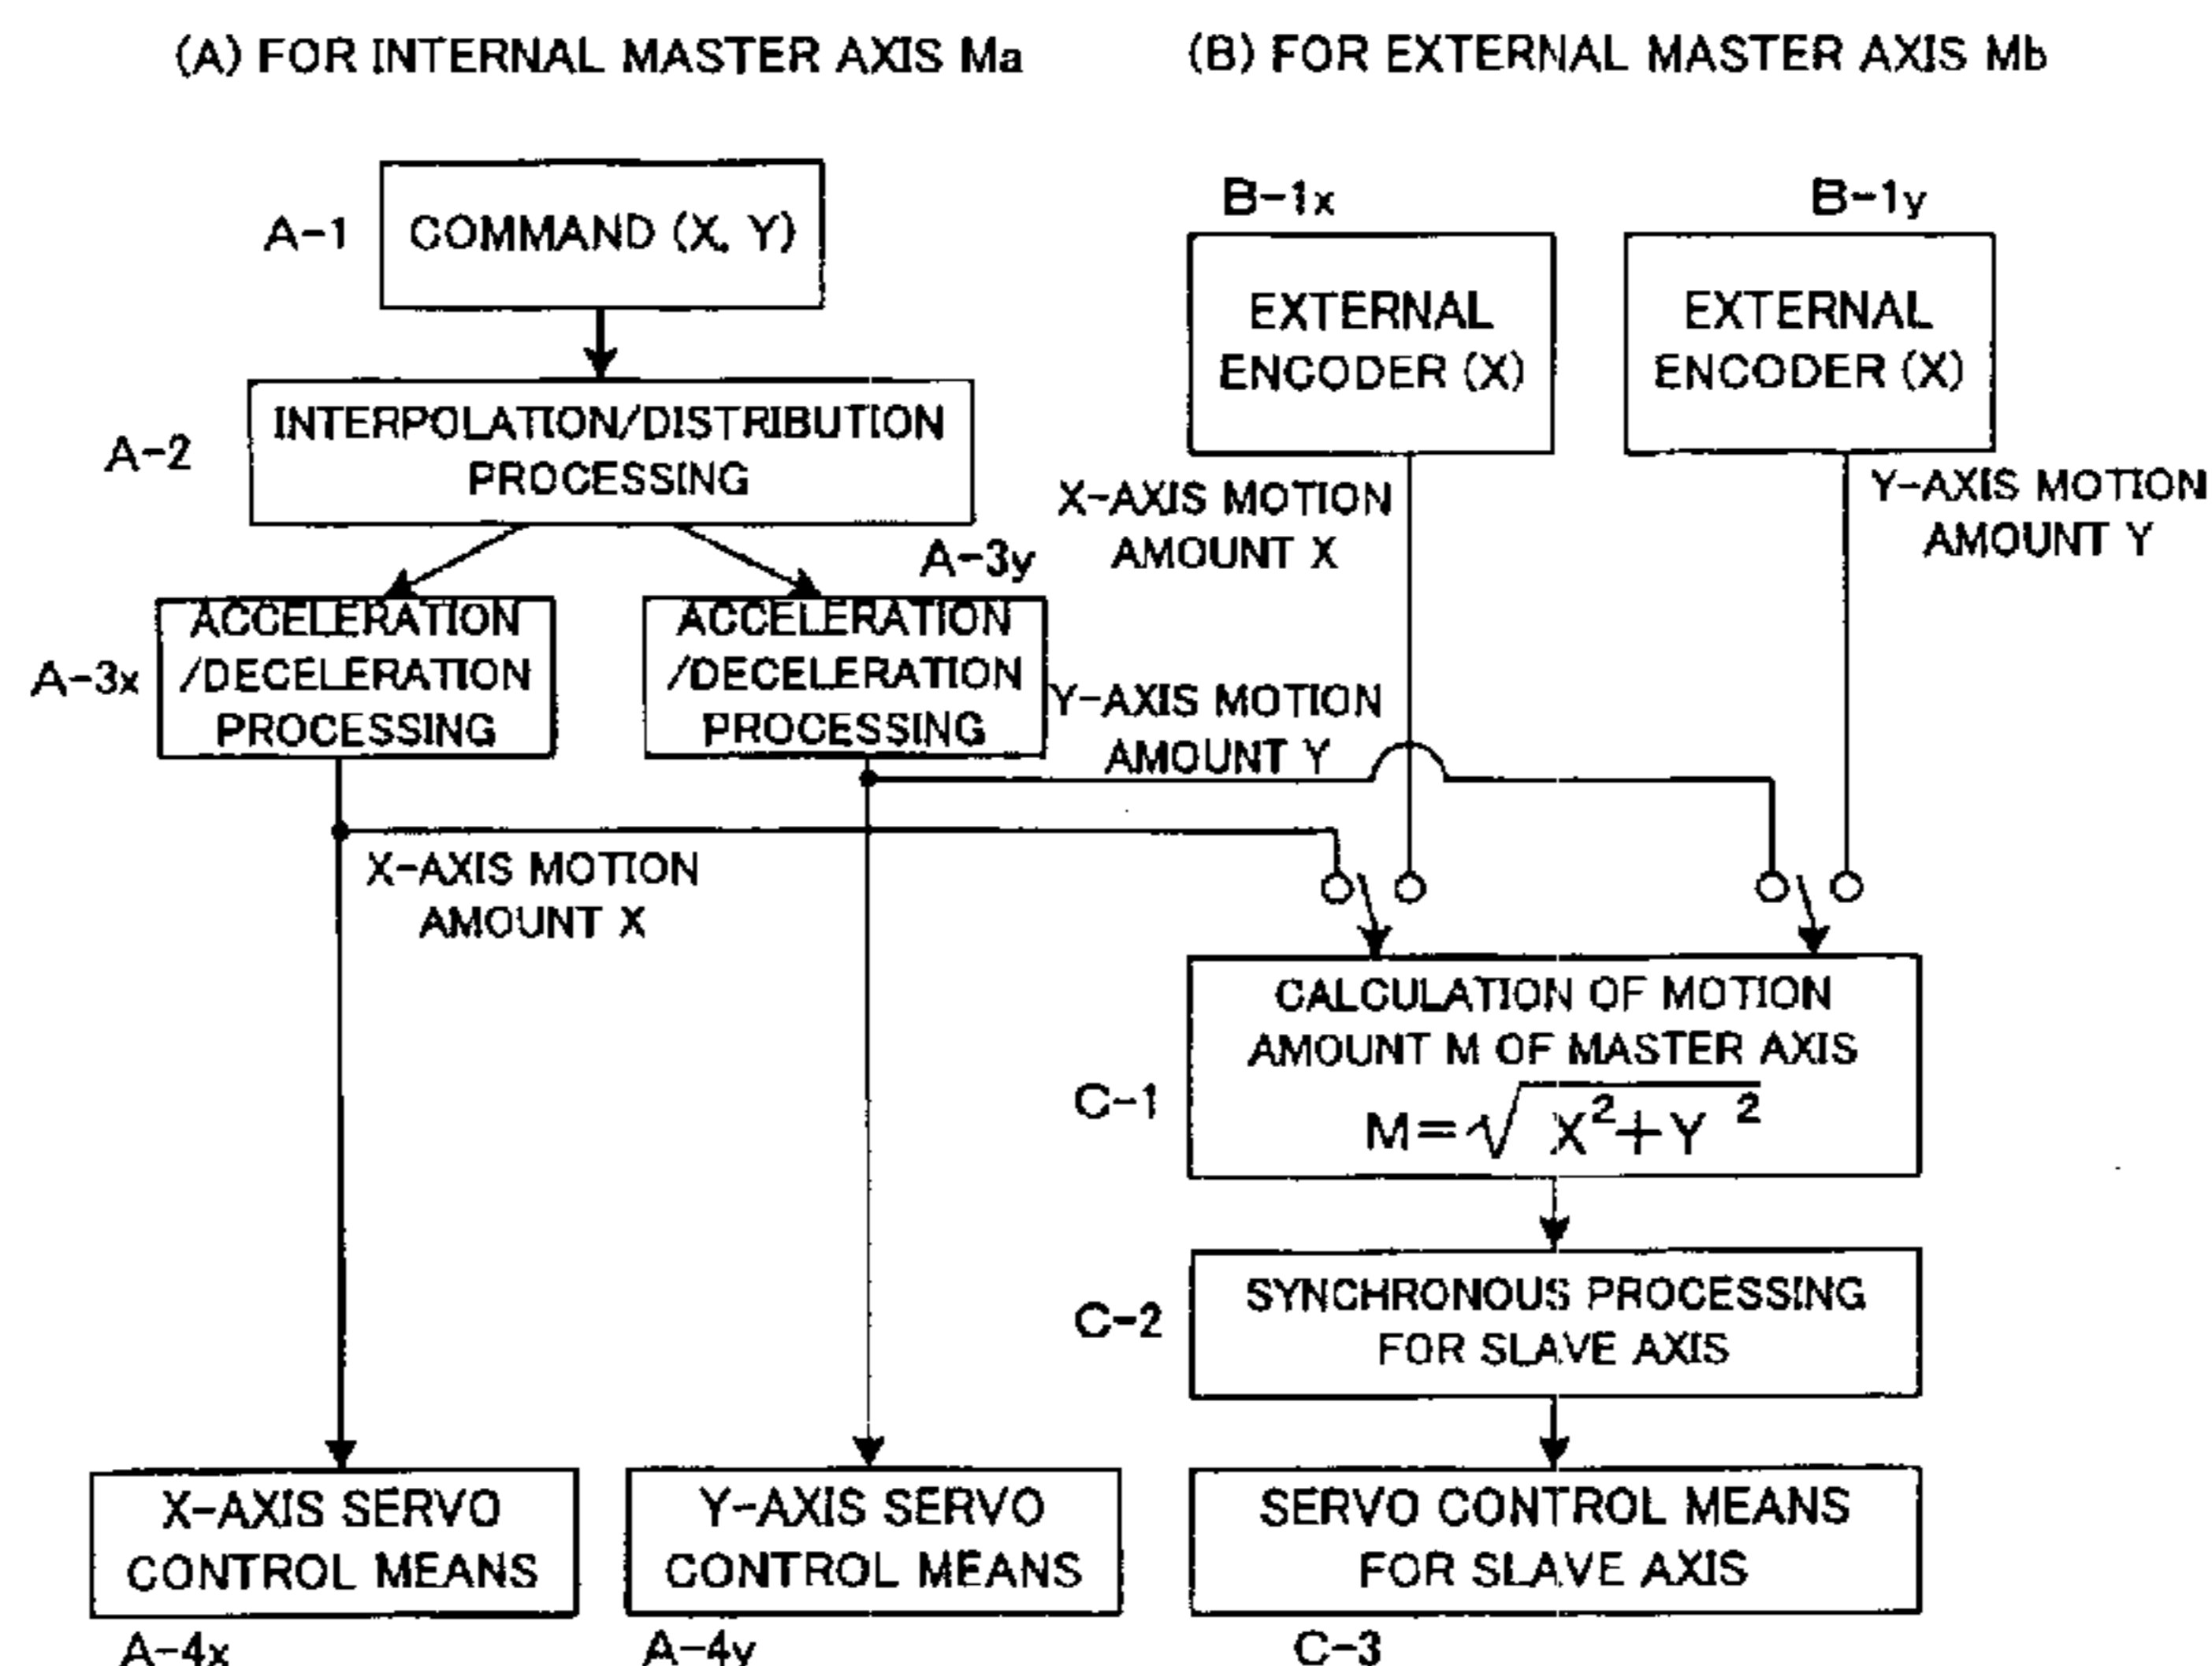 (A) FOR INTERNAL MASTER AXIS Ma
(B) FOR EXTERNAL MASTER AXIS Mb
A-1
COMMAND (X, Y)
A-2
INTERPOLATION/DISTRIBUTION
PROCESSING
A-3x
ACCELERATION
/DECELERATION
PROCESSING
A-3y
ACCELERATION
/DECELERATION
PROCESSING
X-AXIS MOTION
AMOUNT X
Y-AXIS MOTION
AMOUNT Y
B-1x
EXTERNAL
ENCODER (X)
B-1y
EXTERNAL
ENCODER (X)
X-AXIS MOTION
AMOUNT X
Y-AXIS MOTION
AMOUNT Y
C-1
CALCULATION OF MOTION
AMOUNT M OF MASTER AXIS
M=√X²+Y²
C-2
SYNCHRONOUS PROCESSING
FOR SLAVE AXIS
X-AXIS SERVO
CONTROL MEANS
A-4x
Y-AXIS SERVO
CONTROL MEANS
A-4y
SERVO CONTROL MEANS
FOR SLAVE AXIS
C-3